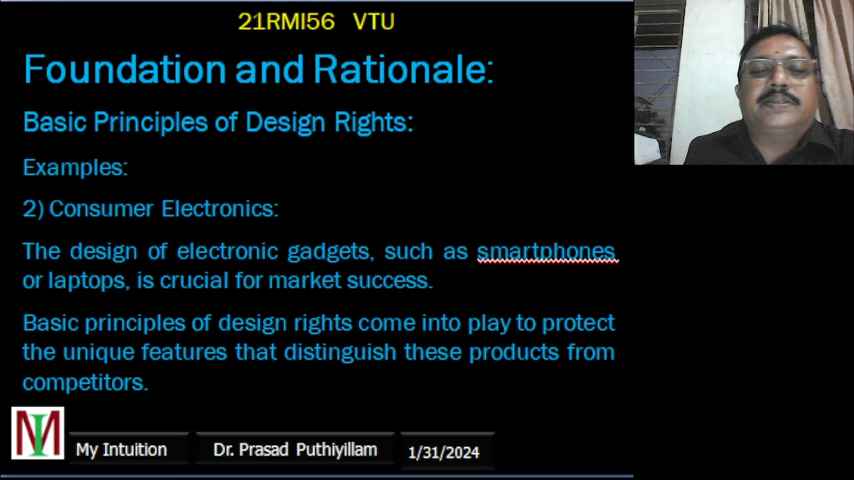 21RMI56 VTU
Foundation and Rationale:
Basic Principles of Design Rights:
Examples:
2) Consumer Electronics:
The design of electronic gadgets, such as smartphones
or laptops, is crucial for market success.
Basic principles of design rights come into play to protect
the unique features that distinguish these products from
competitors.
MI
My Intuition
Dr. Prasad Puthiyillam
1/31/2024